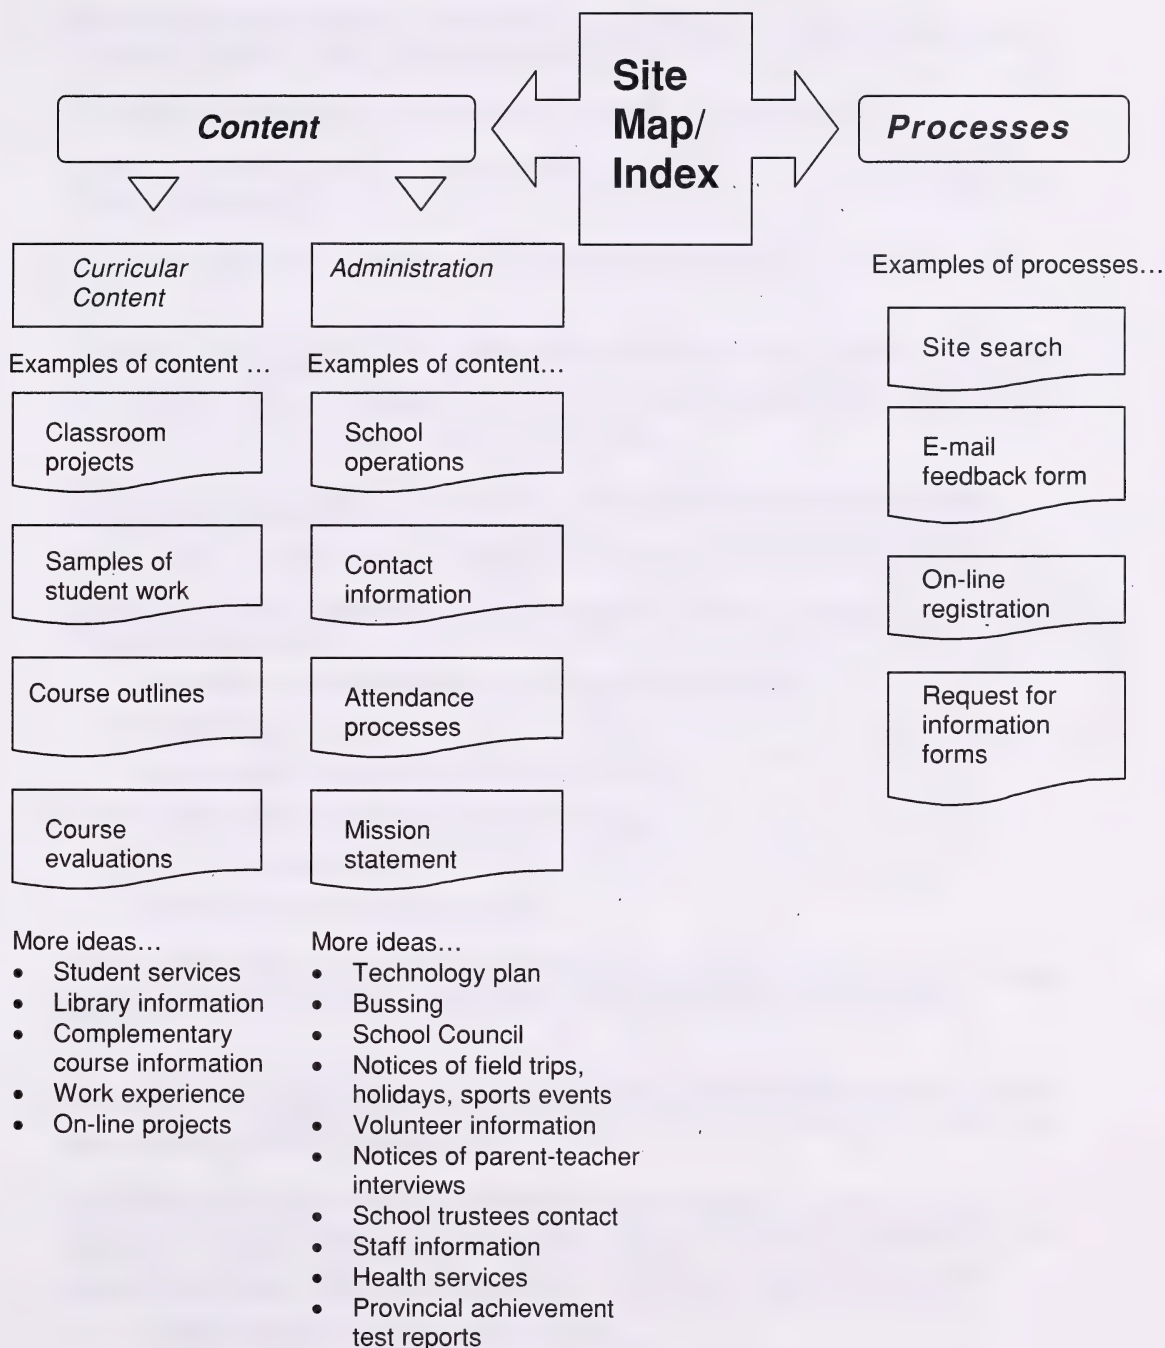 Site
Map/
Index
Content
Processes
Curricular
Content
Administration
Examples of content ...
Examples of content...
Classroom
projects
School
operations
Samples of
student work
Contact
information
Course outlines
Attendance
processes
Course
evaluations
Mission
statement
More ideas...
• Student services
• Library information
• Complementary
course information
• Work experience
• On-line projects
More ideas...
• Technology plan
• Bussing
• School Council
• Notices of field trips,
holidays, sports events
• Volunteer information
• Notices of parent-teacher
interviews
• School trustees contact
• Staff information
• Health services
• Provincial achievement
test reports
Examples of processes...
Site search
E-mail
feedback form
On-line
registration
Request for
information
forms